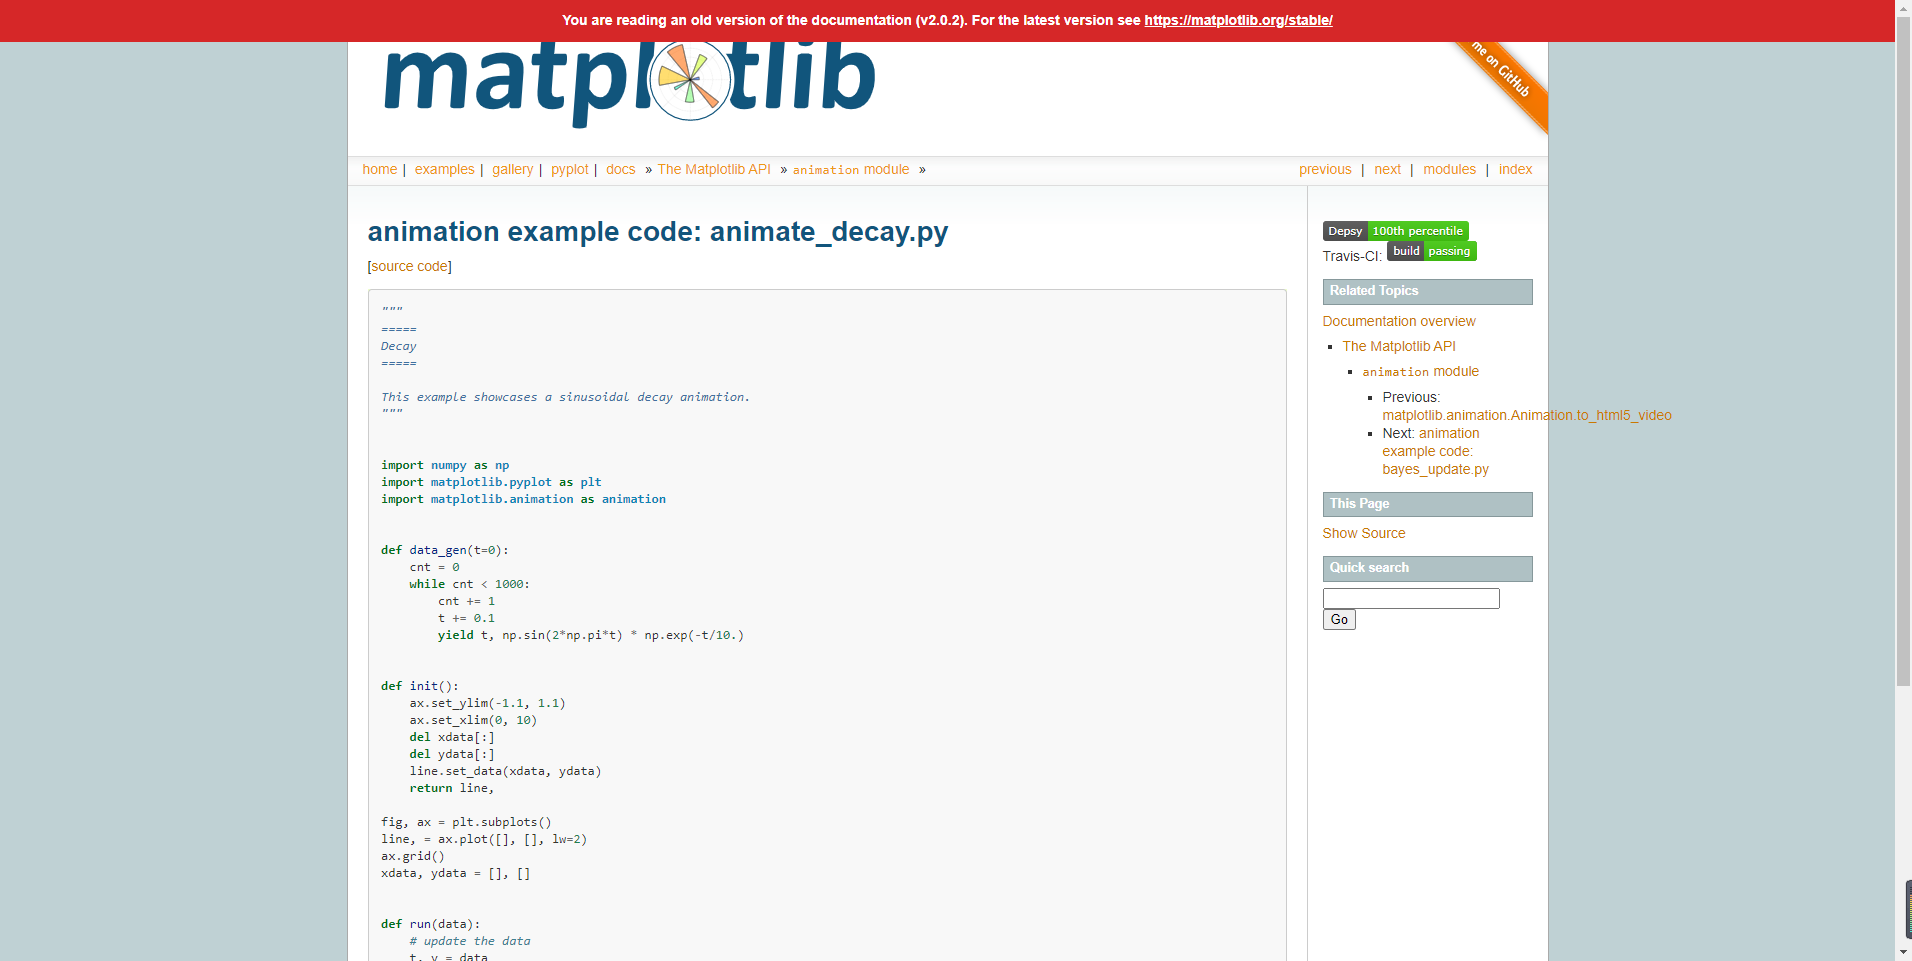 You are reading an old version of the documentation (v2.0.2). For the latest version see https://matplotlib.org/stable/
matplotlib
me on GitHub
home | examples | gallery | pyplot | docs » The Matplotlib API » animation module »
previous | next | modules | index
animation example code: animate_decay.py
[source code]
"""
=====
Decay
=====
This example showcases a sinusoidal decay animation.
"""
import numpy as np
import matplotlib.pyplot as plt
import matplotlib.animation as animation
def data_gen(t=0):
    cnt = 0
    while cnt < 1000:
        cnt += 1
        t += 0.1
        yield t, np.sin(2*np.pi*t) * np.exp(-t/10.)
def init():
    ax.set_ylim(-1.1, 1.1)
    ax.set_xlim(0, 10)
    del xdata[:]
    del ydata[:]
    line.set_data(xdata, ydata)
    return line,
fig, ax = plt.subplots()
line, = ax.plot([], [], lw=2)
ax.grid()
xdata, ydata = [], []
def run(data):
    # update the data
    t, y = data
Depsy 100th percentile
Travis-CI: build passing
Related Topics
Documentation overview
▪ The Matplotlib API
▪ animation module
▪ Previous:
matplotlib.animation.Animation.to_html5_video
▪ Next: animation
example code:
bayes_update.py
This Page
Show Source
Quick search
Go